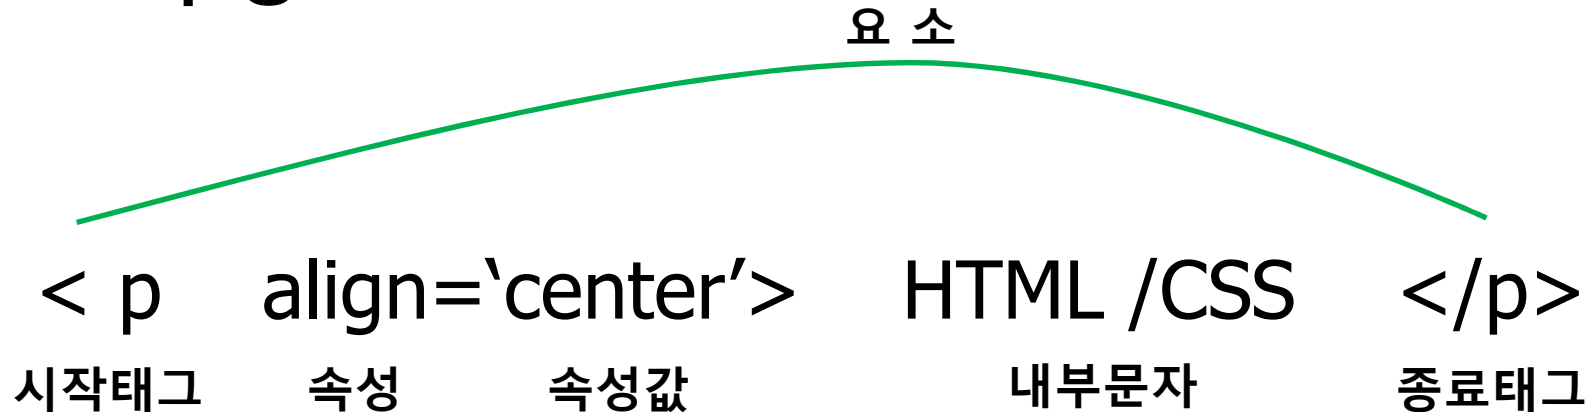 요 소
< p align=‘center’> HTML /CSS </p>
시작태그 속성 속성값 내부문자 종료태그